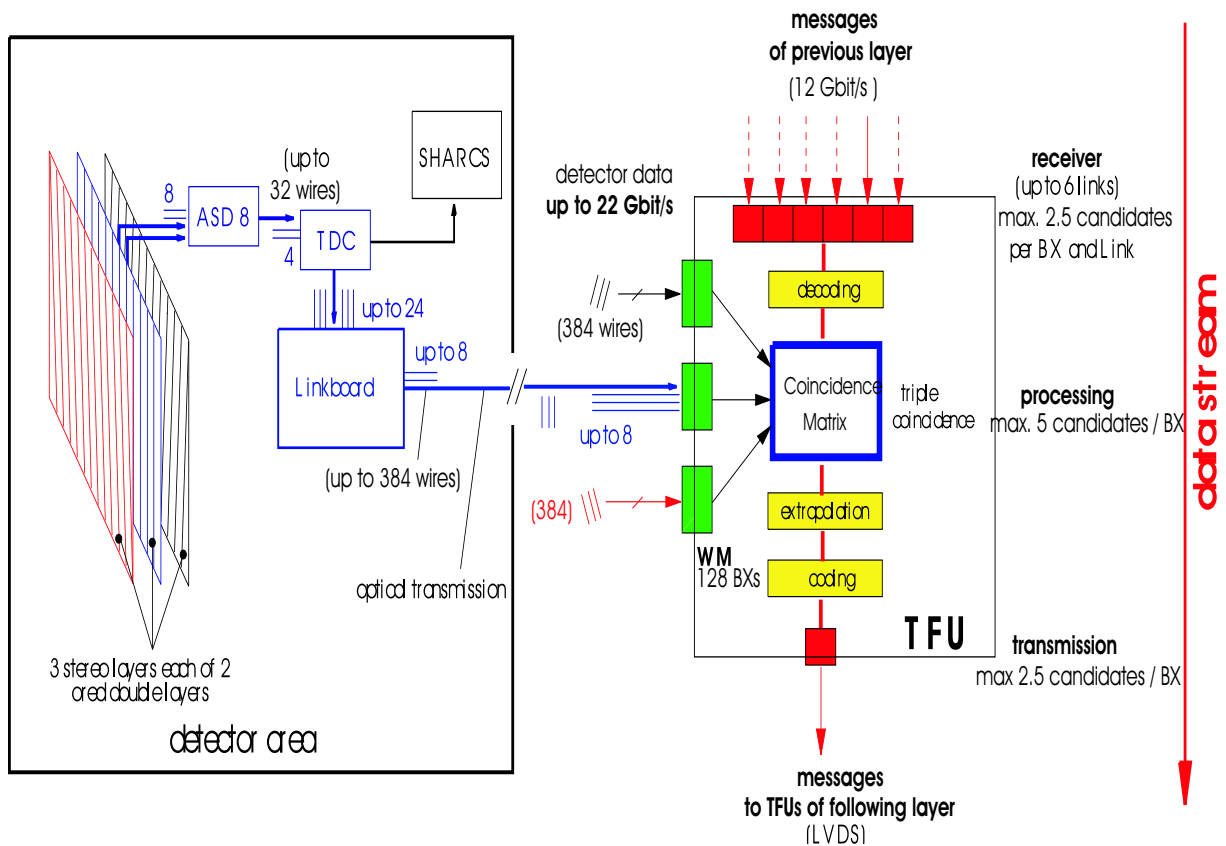 messages
of previous layer
(12 Gbit/s )
(up to
32 wires)
SHARCS
8
ASD 8
TDC
4
detector data
up to 22 Gbit/s
receiver
(up to 6 links)
max. 2.5 candidates
per BX and Link
decoding
up to 24
(384 wires)
Linkboard
up to 8
Coincidence
Matrix
triple
coincidence
processing
max. 5 candidates / BX
up to 8
(up to 384 wires)
(384)
extrapolation
WM
128 BXs
coding
optical transmission
TFU
transmission
max 2.5 candidates / BX
3 stereo layers each of 2
ored double layers
detector area
messages
to TFUs of following layer
(LVDS)
data stream